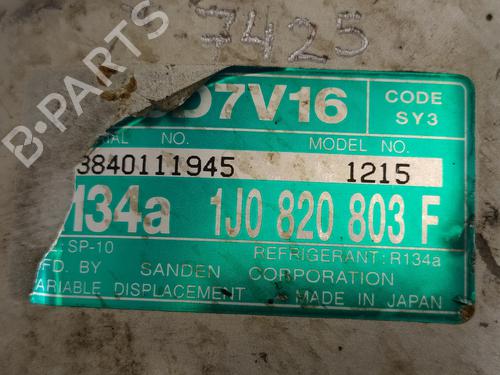 7425
B-PARTS
D7V16
CODE
SY3
NO.
MODEL NO.
3840111945
1215
134a
1J0 820 803 F
SP-10
REFRIGERANT: R134a
FD. BY SANDEN CORPORATION
ARIABLE DISPLACEMENT
MADE IN JAPAN